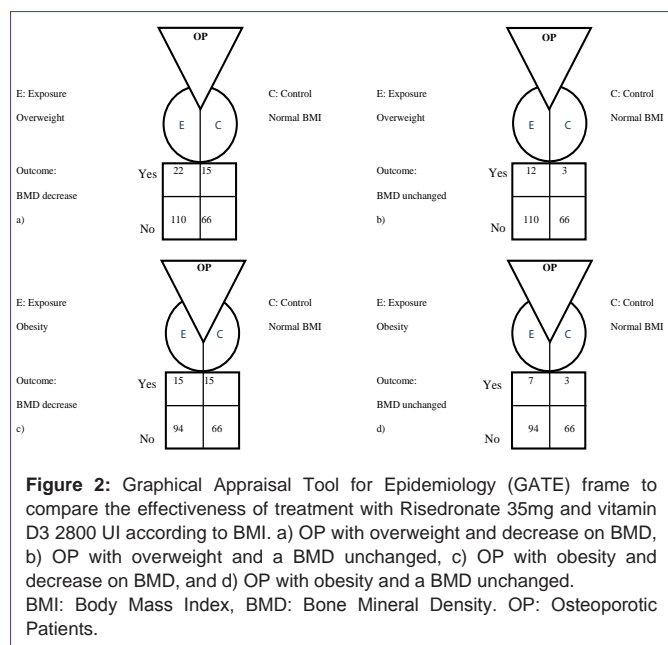 OP
E: Exposure
C: Control
Overweight
Normal BMI
E C
Outcome:
Yes 22 15
BMD decrease
a)
No 110 66
OP
E: Exposure
C: Control
Overweight
Normal BMI
E C
Outcome:
Yes 12 3
BMD unchanged
b)
No 110 66
OP
E: Exposure
C: Control
Obesity
Normal BMI
E C
Outcome:
Yes 15 15
BMD decrease
c)
No 94 66
OP
E: Exposure
C: Control
Obesity
Normal BMI
E C
Outcome:
Yes 7 3
BMD unchanged
d)
No 94 66
Figure 2: Graphical Appraisal Tool for Epidemiology (GATE) frame to
compare the effectiveness of treatment with Risedronate 35mg and vitamin
D3 2800 UI according to BMI. a) OP with overweight and decrease on BMD,
b) OP with overweight and a BMD unchanged, c) OP with obesity and
decrease on BMD, and d) OP with obesity and a BMD unchanged.
BMI: Body Mass Index, BMD: Bone Mineral Density. OP: Osteoporotic
Patients.